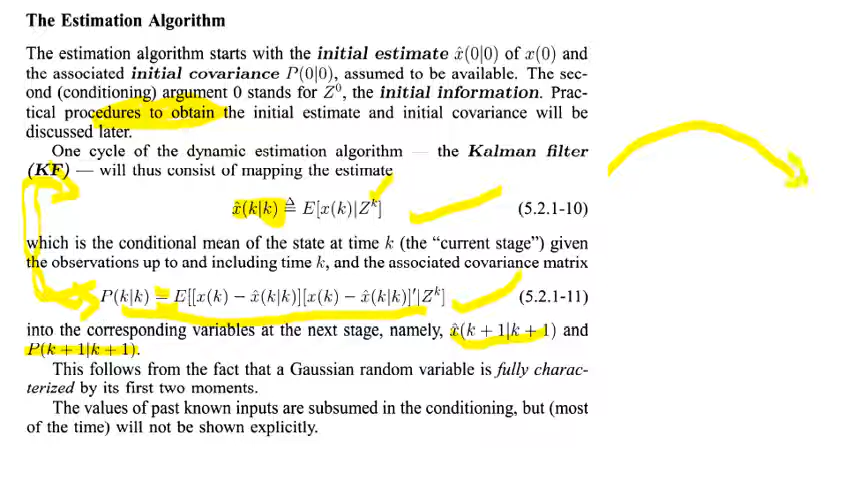 The Estimation Algorithm
The estimation algorithm starts with the initial estimate x̂(0|0) of x(0) and
the associated initial covariance P(0|0), assumed to be available. The sec-
ond (conditioning) argument 0 stands for Z⁰, the initial information. Prac-
tical procedures to obtain the initial estimate and initial covariance will be
discussed later.
One cycle of the dynamic estimation algorithm — the Kalman filter
(KF) — will thus consist of mapping the estimate
x̂(k|k) ≜ E[x(k)|Zᵏ] (5.2.1-10)
which is the conditional mean of the state at time k (the “current stage”) given
the observations up to and including time k, and the associated covariance matrix
P(k|k) = E[[x(k) − x̂(k|k)][x(k) − x̂(k|k)]′|Zᵏ] (5.2.1-11)
into the corresponding variables at the next stage, namely, x̂(k + 1|k + 1) and
P(k + 1|k + 1).
This follows from the fact that a Gaussian random variable is fully charac-
terized by its first two moments.
The values of past known inputs are subsumed in the conditioning, but (most
of the time) will not be shown explicitly.